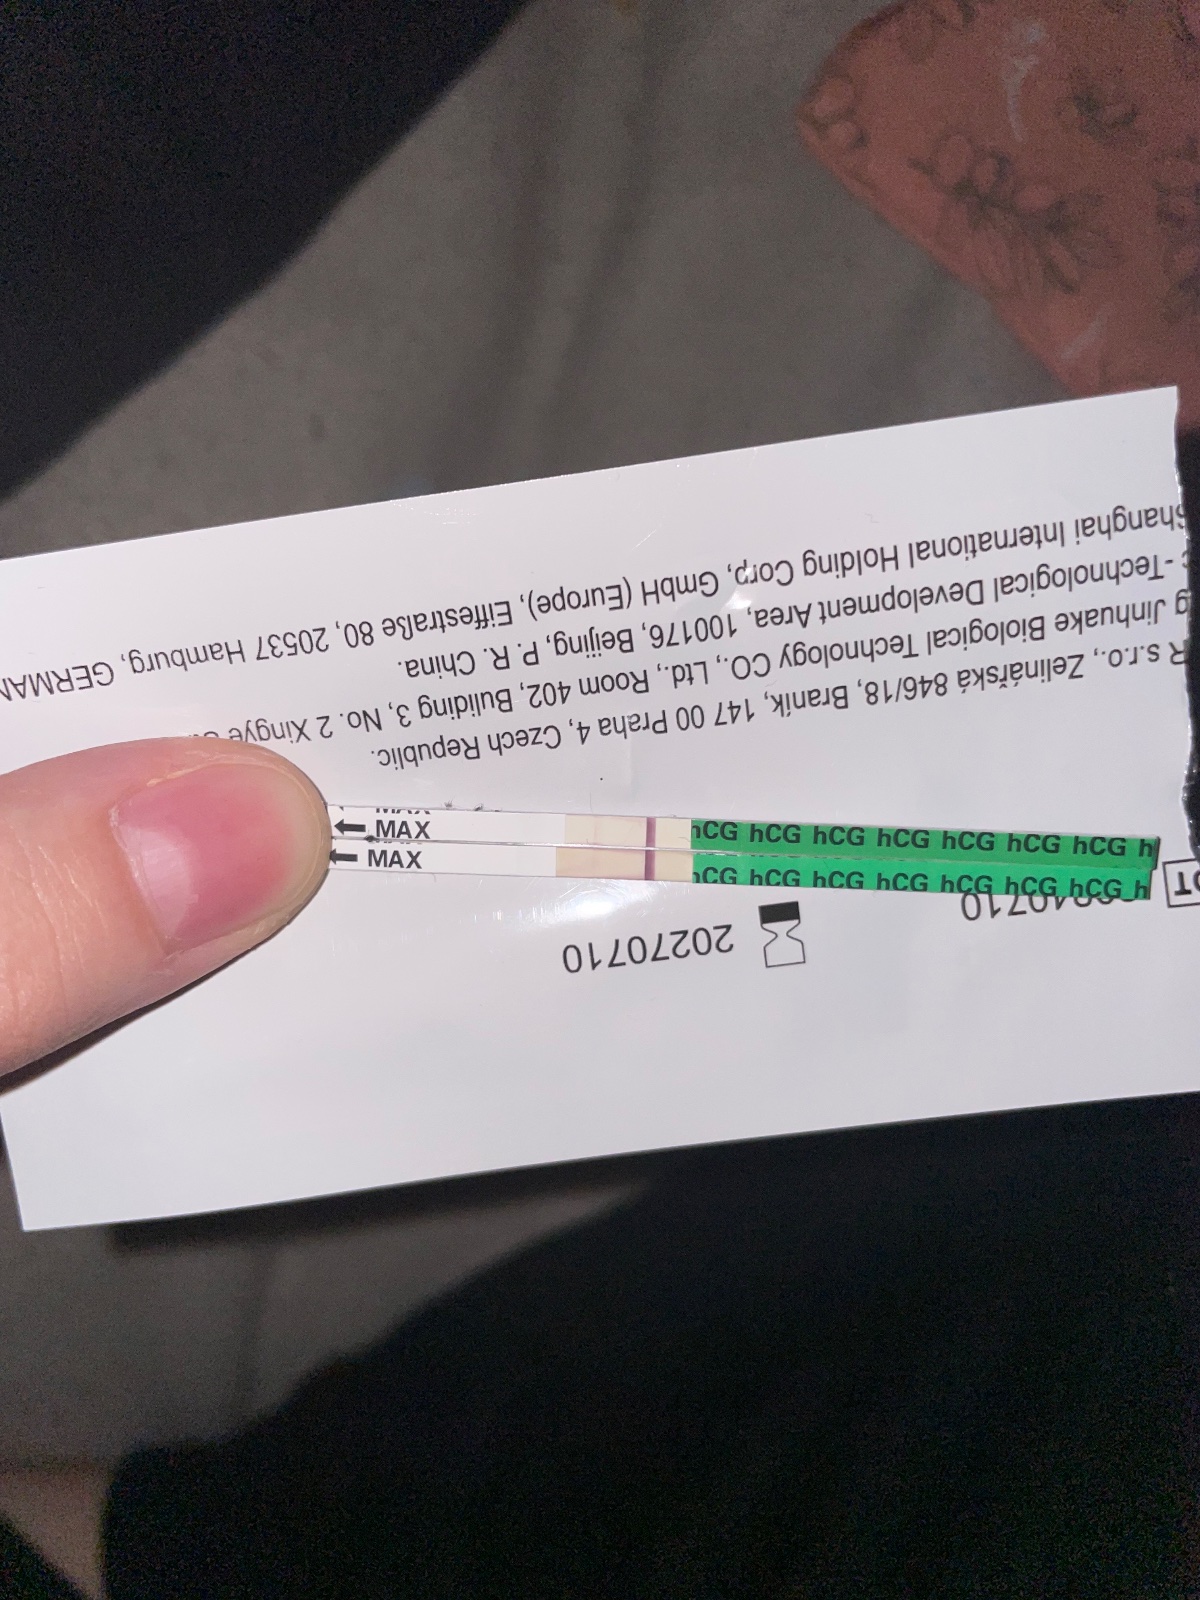 R s.r.o., Zelinářská 846/18, Braník, 147 00 Praha 4, Czech Republic.
g Jinhuake Biological Technology CO., Ltd., Room 402, Buliding 3, No. 2 Xingye
-Technological Development Area, 100176, Beijing, P. R. China.
Shanghai International Holding Corp, GmbH (Europe), Eiffestraße 80, 20537 Hamburg, GERMAN
MAX hCG hCG hCG hCG hCG hCG hCG h
MAX hCG hCG hCG hCG hCG hCG hCG h
20270710